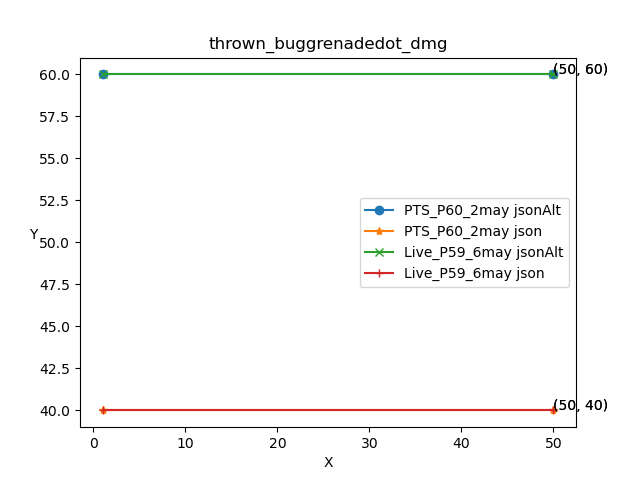 thrown_buggrenadedot_dmg
60.0
57.5
55.0
52.5
50.0
47.5
45.0
42.5
40.0
Y
(50, 60)
PTS_P60_2may jsonAlt
PTS_P60_2may json
Live_P59_6may jsonAlt
Live_P59_6may json
(50, 40)
0
10
20
30
40
50
X